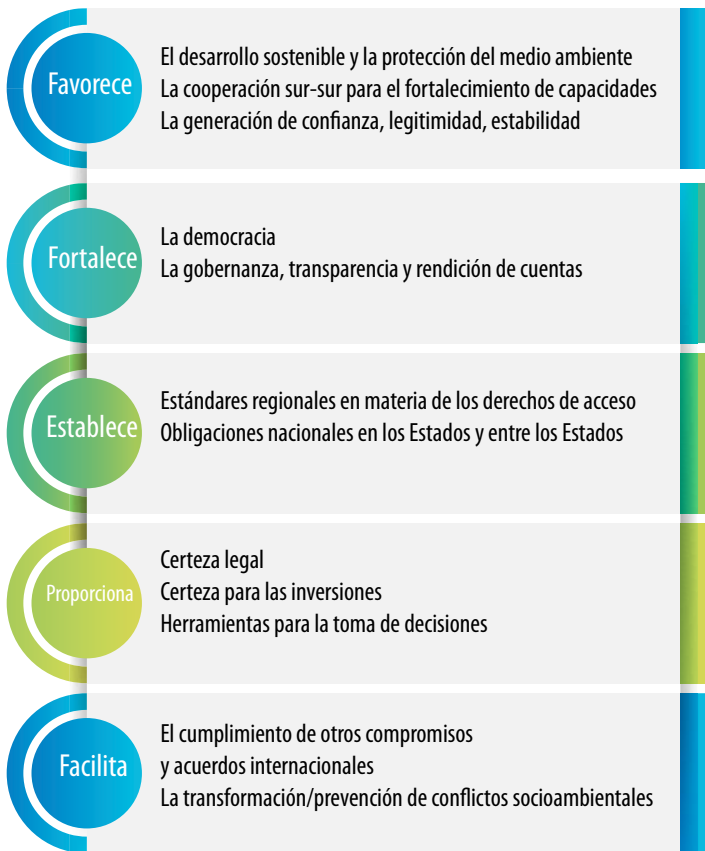 Favorece
El desarrollo sostenible y la protección del medio ambiente
La cooperación sur-sur para el fortalecimiento de capacidades
La generación de confianza, legitimidad, estabilidad
Fortalece
La democracia
La gobernanza, transparencia y rendición de cuentas
Establece
Estándares regionales en materia de los derechos de acceso
Obligaciones nacionales en los Estados y entre los Estados
Proporciona
Certeza legal
Certeza para las inversiones
Herramientas para la toma de decisiones
Facilita
El cumplimiento de otros compromisos
y acuerdos internacionales
La transformación/prevención de conflictos socioambientales